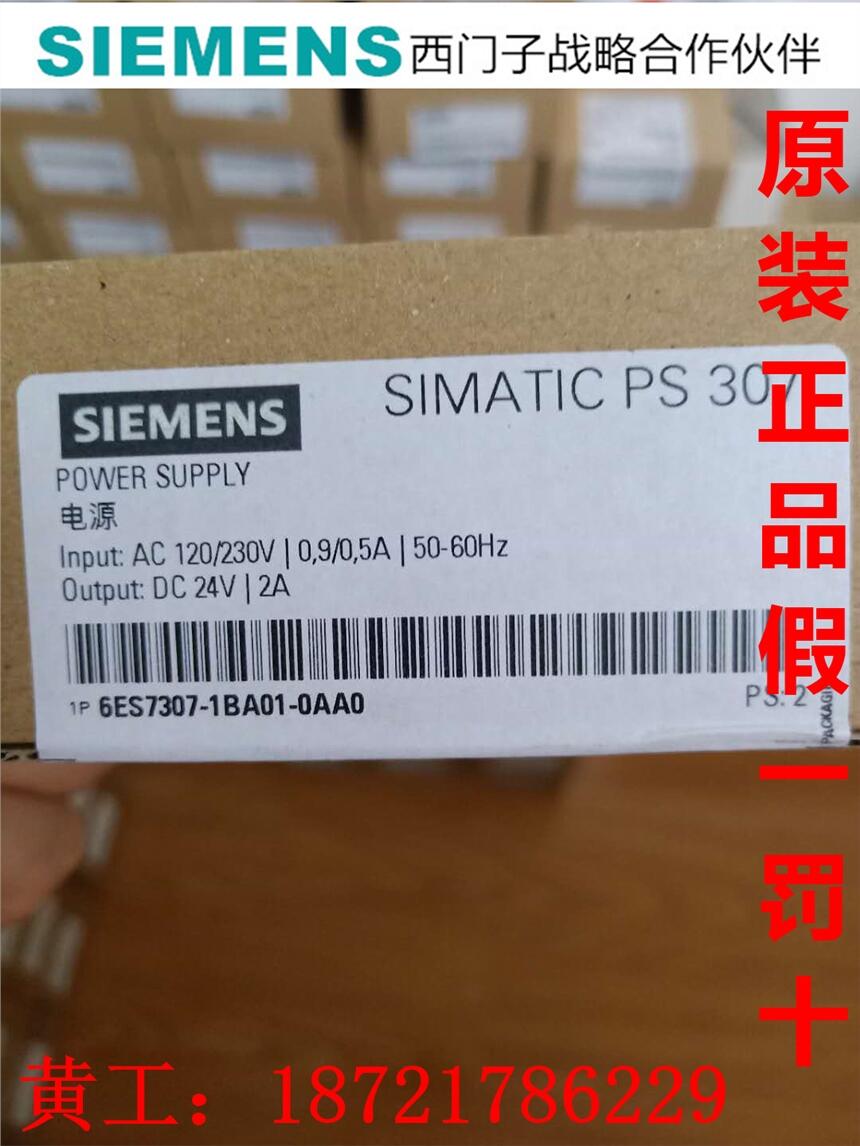 SIEMENS 西门子战略合作伙伴
原装正品假一罚十
SIEMENS
SIMATIC PS 307
POWER SUPPLY
电源
Input: AC 120/230V | 0,9/0,5A | 50-60Hz
Output: DC 24V | 2A
1P 6ES7307-1BA01-0AA0
PS: 2
黄工：18721786229